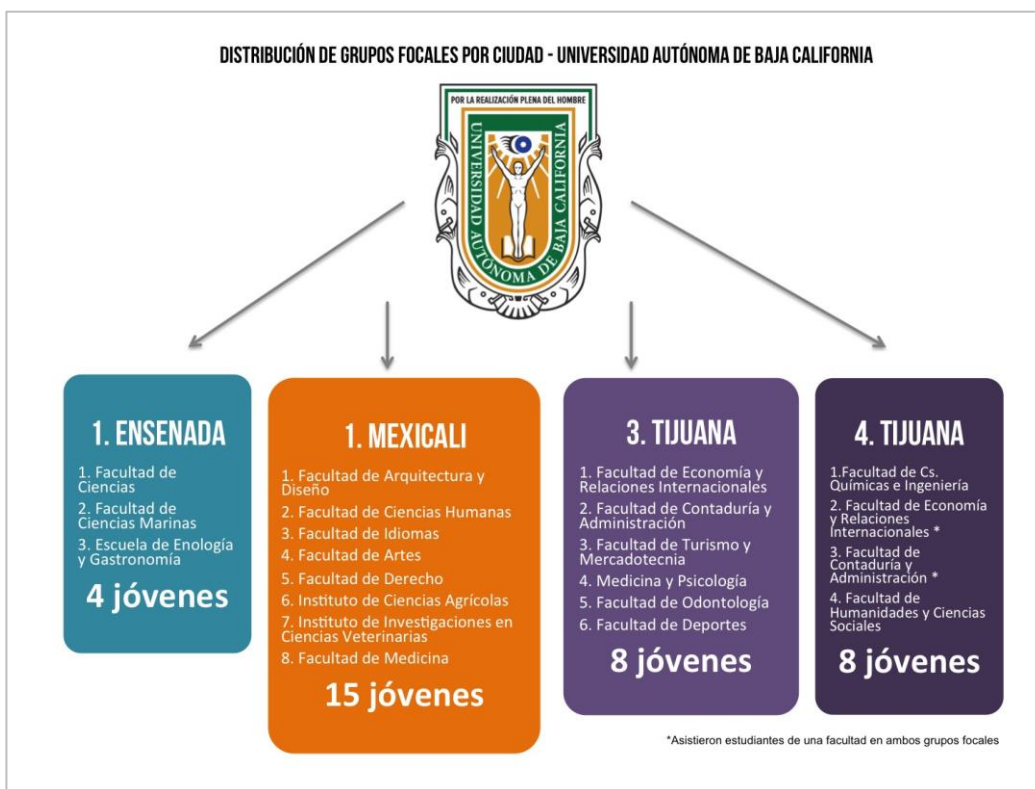 DISTRIBUCIÓN DE GRUPOS FOCALES POR CIUDAD - UNIVERSIDAD AUTÓNOMA DE BAJA CALIFORNIA
POR LA REALIZACIÓN PLENA DEL HOMBRE
UNIVERSIDAD AUTÓNOMA DE BAJA CALIFORNIA
1. ENSENADA
1. Facultad de
Ciencias
2. Facultad de
Ciencias Marinas
3. Escuela de Enología
y Gastronomía
4 jóvenes
1. MEXICALI
1. Facultad de Arquitectura y
Diseño
2. Facultad de Ciencias Humanas
3. Facultad de Idiomas
4. Facultad de Artes
5. Facultad de Derecho
6. Instituto de Ciencias Agrícolas
7. Instituto de Investigaciones en
Ciencias Veterinarias
8. Facultad de Medicina
15 jóvenes
3. TIJUANA
1. Facultad de Economía y
Relaciones Internacionales
2. Facultad de Contaduría y
Administración
3. Facultad de Turismo y
Mercadotecnia
4. Medicina y Psicología
5. Facultad de Odontología
6. Facultad de Deportes
8 jóvenes
4. TIJUANA
1.Facultad de Cs.
Químicas e Ingeniería
2. Facultad de Economía
y Relaciones
Internacionales *
3. Facultad de
Contaduría y
Administración *
4. Facultad de
Humanidades y Ciencias
Sociales
8 jóvenes
*Asistieron estudiantes de una facultad en ambos grupos focales